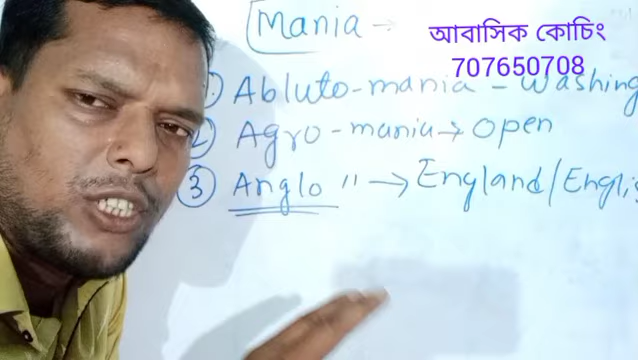 Mania →
আবাসিক কোচিং
707650708
1) Abluto-mania - Washing
2) Agro-mania → open
3) Anglo " → England/Englis